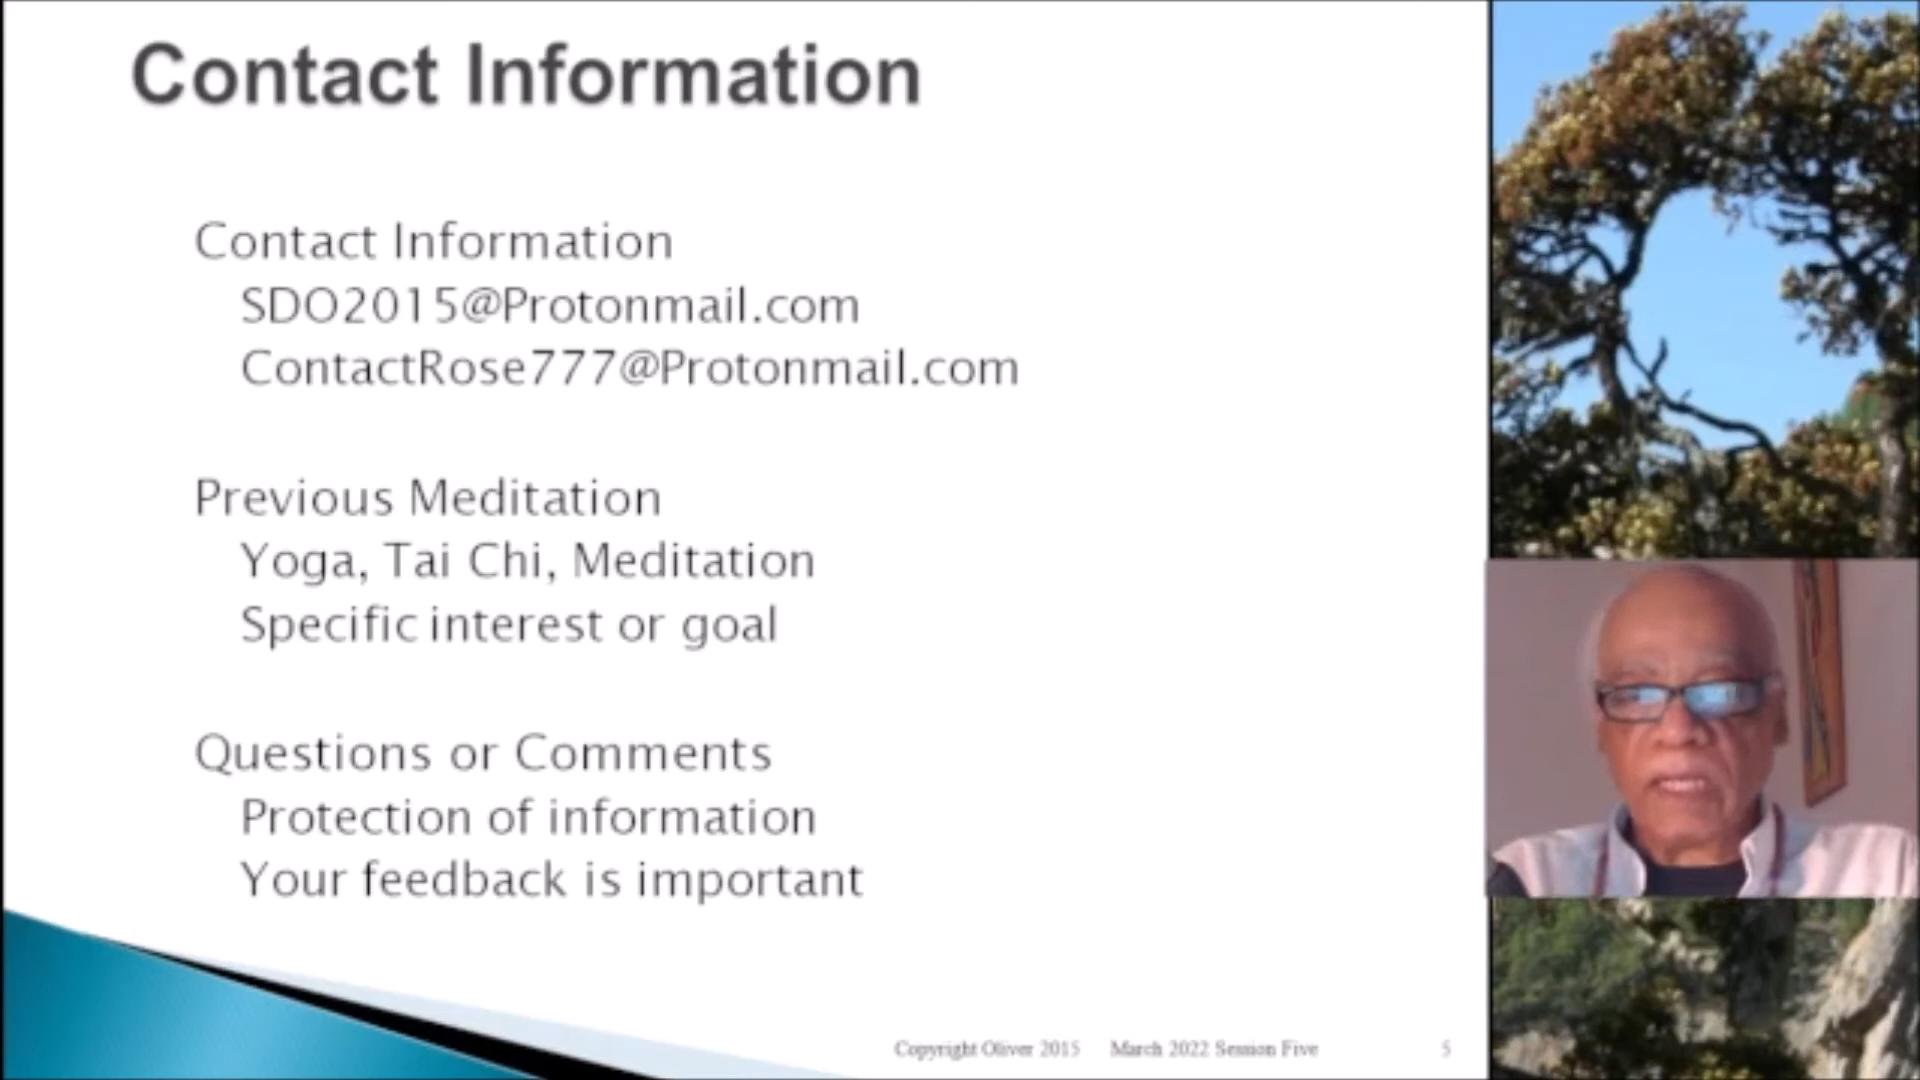 Contact Information
Contact Information
SDO2015@Protonmail.com
ContactRose777@Protonmail.com
Previous Meditation
Yoga, Tai Chi, Meditation
Specific interest or goal
Questions or Comments
Protection of information
Your feedback is important
Copyright Oliver 2015 March 2022 Session Five 5